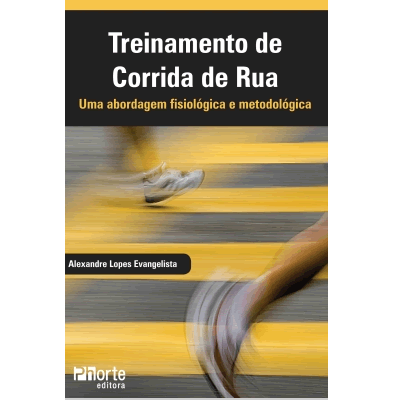 Treinamento de
Corrida de Rua
Uma abordagem fisiológica e metodológica
Alexandre Lopes Evangelista
Phorte
editora